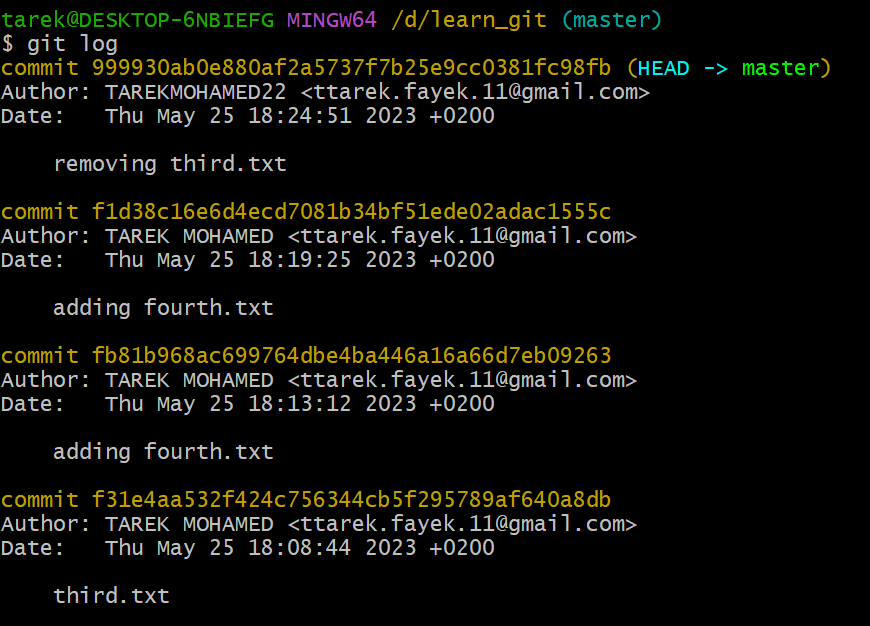 tarek@DESKTOP-6NBIEFG MINGW64 /d/learn_git (master)
$ git log
commit 999930ab0e880af2a5737f7b25e9cc0381fc98fb (HEAD -> master)
Author: TAREKMOHAMED22 <ttarek.fayek.11@gmail.com>
Date:   Thu May 25 18:24:51 2023 +0200
    removing third.txt
commit f1d38c16e6d4ecd7081b34bf51ede02adac1555c
Author: TAREK MOHAMED <ttarek.fayek.11@gmail.com>
Date:   Thu May 25 18:19:25 2023 +0200
    adding fourth.txt
commit fb81b968ac699764dbe4ba446a16a66d7eb09263
Author: TAREK MOHAMED <ttarek.fayek.11@gmail.com>
Date:   Thu May 25 18:13:12 2023 +0200
    adding fourth.txt
commit f31e4aa532f424c756344cb5f295789af640a8db
Author: TAREK MOHAMED <ttarek.fayek.11@gmail.com>
Date:   Thu May 25 18:08:44 2023 +0200
    third.txt